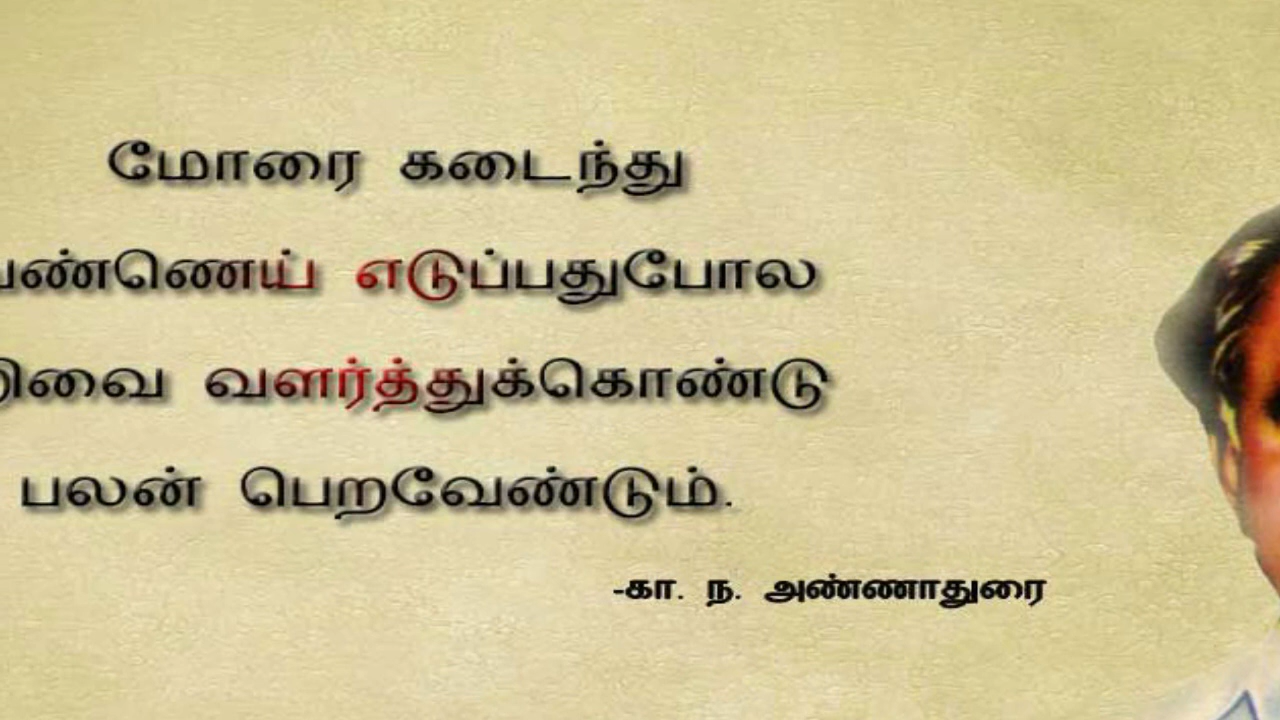 மோரை கடைந்து
எடுப்பதுபோல
வளர்த்துக்கொண்டு
பலன் பெறவேண்டும்.
-கா. ந. அண்ணாதுரை